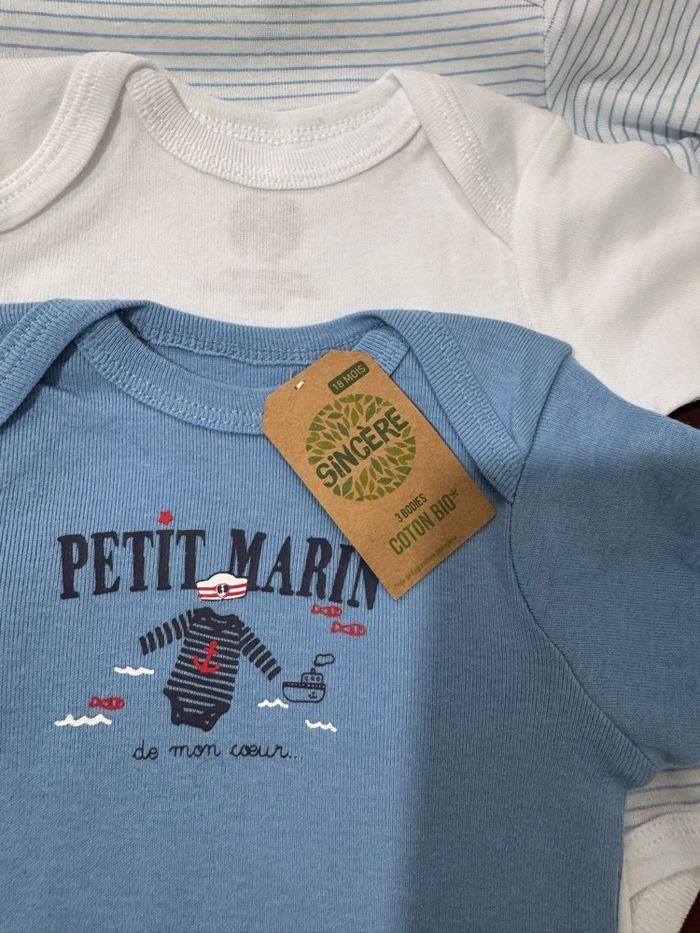 18 MOIS
SiNCÈRE
3 BODIES
COTON BIO*
PETIT MARIN
de mon cœur..